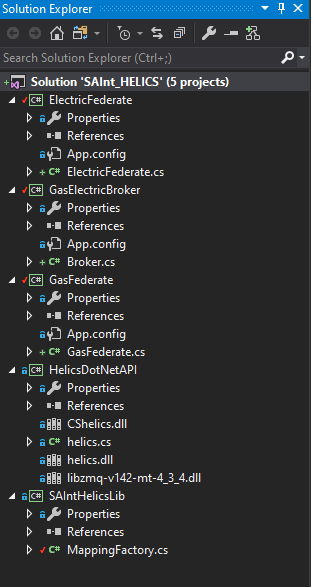 Solution Explorer
Search Solution Explorer (Ctrl+;)
Solution 'SAInt_HELICS' (5 projects)
C# ElectricFederate
Properties
References
App.config
C# ElectricFederate.cs
C# GasElectricBroker
Properties
References
App.config
C# Broker.cs
C# GasFederate
Properties
References
App.config
C# GasFederate.cs
C# HelicsDotNetAPI
Properties
References
CShelics.dll
C# helics.cs
helics.dll
libzmq-v142-mt-4_3_4.dll
C# SAIntHelicsLib
Properties
References
C# MappingFactory.cs